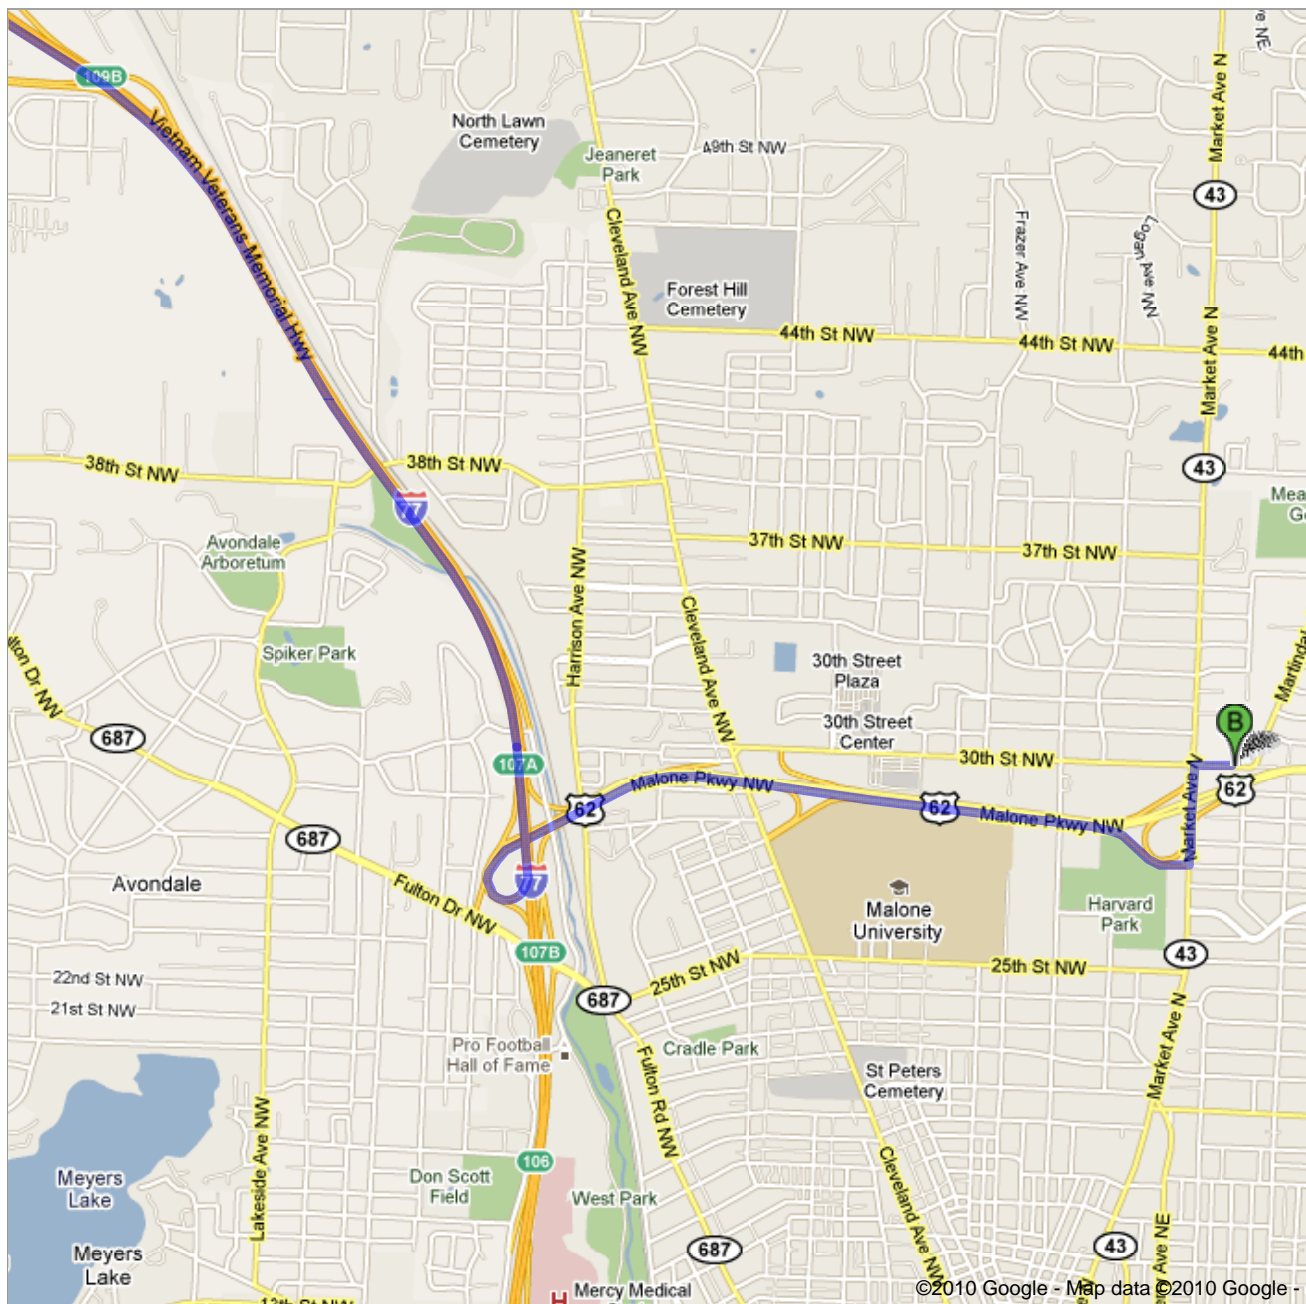 109B
Vietnam Veterans Memorial Hwy
North Lawn
Cemetery
Jeaneret
Park
49th St NW
Market Ave N
43
Cleveland Ave NW
Frazer Ave NW
Logan Ave NW
Forest Hill
Cemetery
44th St NW
44th St NW
44th
Market Ave N
38th St NW
38th St NW
43
77
Avondale
Arboretum
37th St NW
37th St NW
Harrison Ave NW
Cleveland Ave NW
Spiker Park
30th Street
Plaza
30th Street
Center
687
107A
30th St NW
B
62
Malone Pkwy NW
62
62
Malone Pkwy NW
Market Ave N
687
Avondale
Fulton Dr NW
77
Malone
University
Harvard
Park
107B
43
22nd St NW
21st St NW
25th St NW
25th St NW
687
Pro Football
Hall of Fame
Cradle Park
Fulton Rd NW
St Peters
Cemetery
Market Ave N
Lakeside Ave NW
106
Meyers
Lake
Don Scott
Field
West Park
Cleveland Ave NW
Meyers
Lake
687
43
Mercy Medical
H
13th St NW
©2010 Google - Map data ©2010 Google -